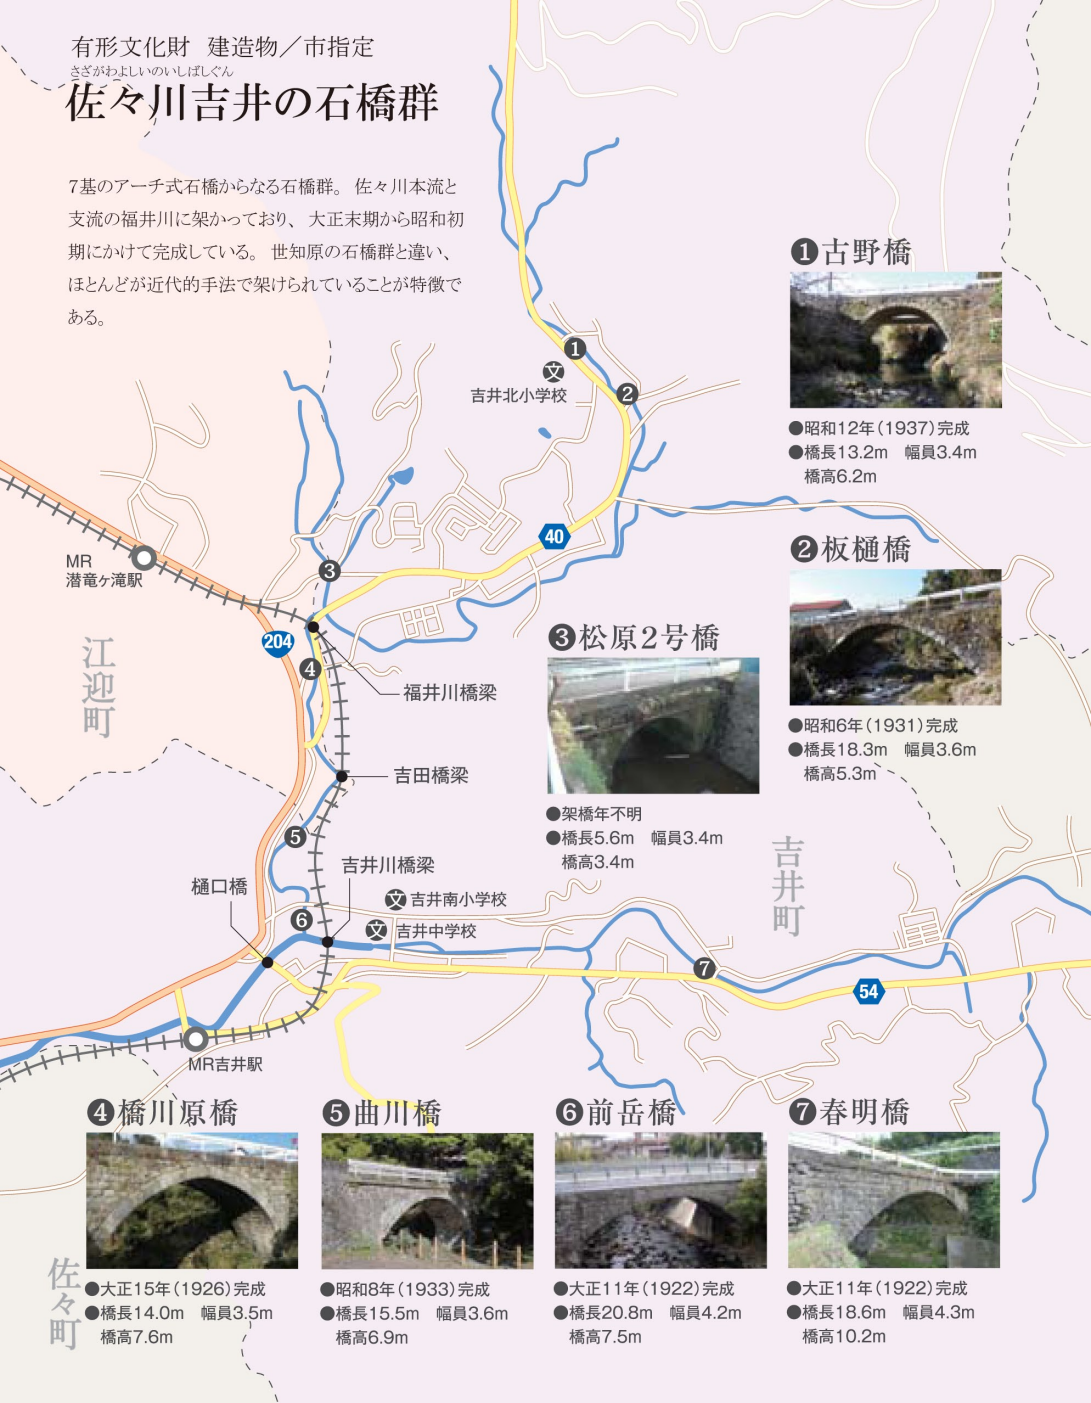 有形文化財　建造物／市指定
さざがわよしいのいしばしぐん
佐々川吉井の石橋群
7基のアーチ式石橋からなる石橋群。佐々川本流と
支流の福井川に架かっており、大正末期から昭和初
期にかけて完成している。世知原の石橋群と違い、
ほとんどが近代的手法で架けられていることが特徴で
ある。
❶古野橋
●昭和12年（1937）完成
●橋長13.2m　幅員3.4m
橋高6.2m
❷板樋橋
●昭和6年（1931）完成
●橋長18.3m　幅員3.6m
橋高5.3m
❸松原2号橋
●架橋年不明
●橋長5.6m　幅員3.4m
橋高3.4m
❶
文
吉井北小学校
❷
40
MR
潜竜ヶ滝駅
❸
204
❹
江迎町
福井川橋梁
吉田橋梁
❺
吉井川橋梁
樋口橋
文 吉井南小学校
❻
文 吉井中学校
吉井町
❼
54
MR吉井駅
佐々町
❹橋川原橋
●大正15年（1926）完成
●橋長14.0m　幅員3.5m
橋高7.6m
❺曲川橋
●昭和8年（1933）完成
●橋長15.5m　幅員3.6m
橋高6.9m
❻前岳橋
●大正11年（1922）完成
●橋長20.8m　幅員4.2m
橋高7.5m
❼春明橋
●大正11年（1922）完成
●橋長18.6m　幅員4.3m
橋高10.2m